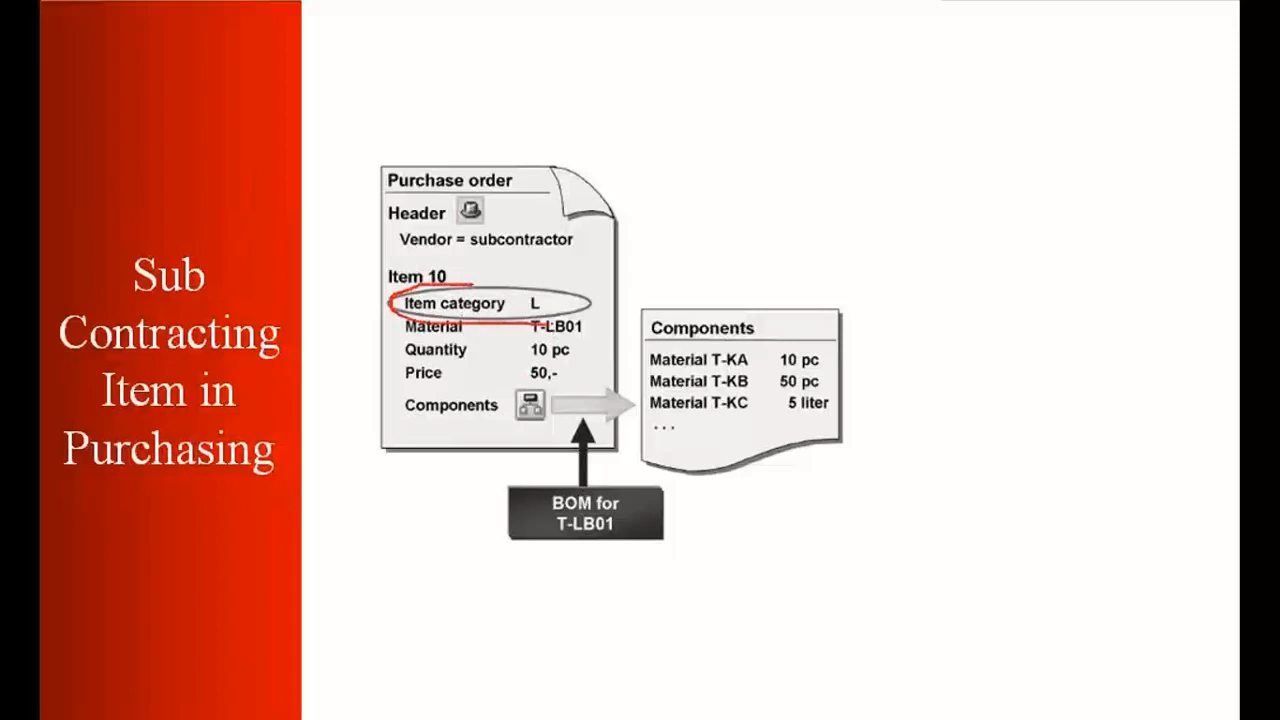 Sub
Contracting
Item in
Purchasing
Purchase order
Header
Vendor = subcontractor
Item 10
Item category L
Material T-LB01
Quantity 10 pc
Price 50,-
Components
BOM for
T-LB01
Components
Material T-KA 10 pc
Material T-KB 50 pc
Material T-KC 5 liter
...